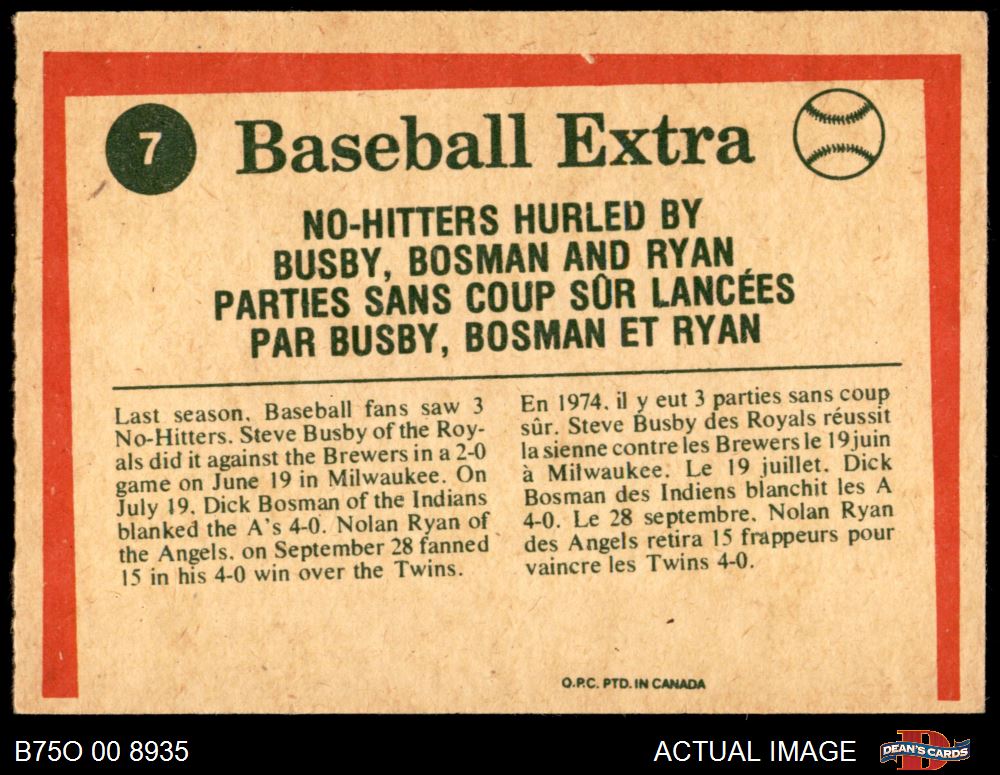 7
Baseball Extra
NO-HITTERS HURLED BY
BUSBY, BOSMAN AND RYAN
PARTIES SANS COUP SÛR LANCÉES
PAR BUSBY, BOSMAN ET RYAN
Last season, Baseball fans saw 3
No-Hitters. Steve Busby of the Roy-
als did it against the Brewers in a 2-0
game on June 19 in Milwaukee. On
July 19, Dick Bosman of the Indians
blanked the A's 4-0. Nolan Ryan of
the Angels, on September 28 fanned
15 in his 4-0 win over the Twins.
En 1974, il y eut 3 parties sans coup
sûr. Steve Busby des Royals réussit
la sienne contre les Brewers le 19 juin
à Milwaukee. Le 19 juillet, Dick
Bosman des Indiens blanchit les A
4-0. Le 28 septembre, Nolan Ryan
des Angels retira 15 frappeurs pour
vaincre les Twins 4-0.
O.P.C. PTD. IN CANADA
B75O 00 8935
ACTUAL IMAGE
D
DEAN'S CARDS